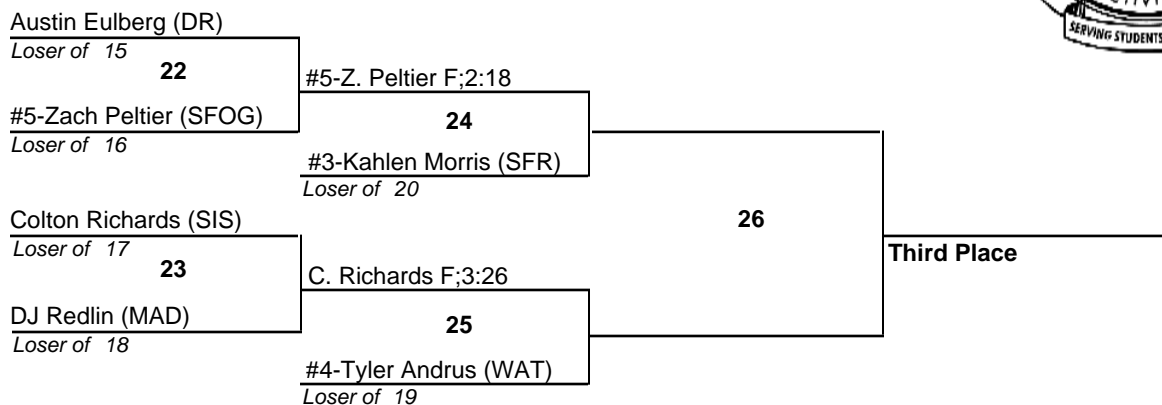 SERVING STUDENTS
Austin Eulberg (DR)
Loser of 15
22
#5-Z. Peltier F;2:18
#5-Zach Peltier (SFOG)
Loser of 16
24
#3-Kahlen Morris (SFR)
Loser of 20
Colton Richards (SIS)
Loser of 17
26
23
Third Place
C. Richards F;3:26
DJ Redlin (MAD)
Loser of 18
25
#4-Tyler Andrus (WAT)
Loser of 19